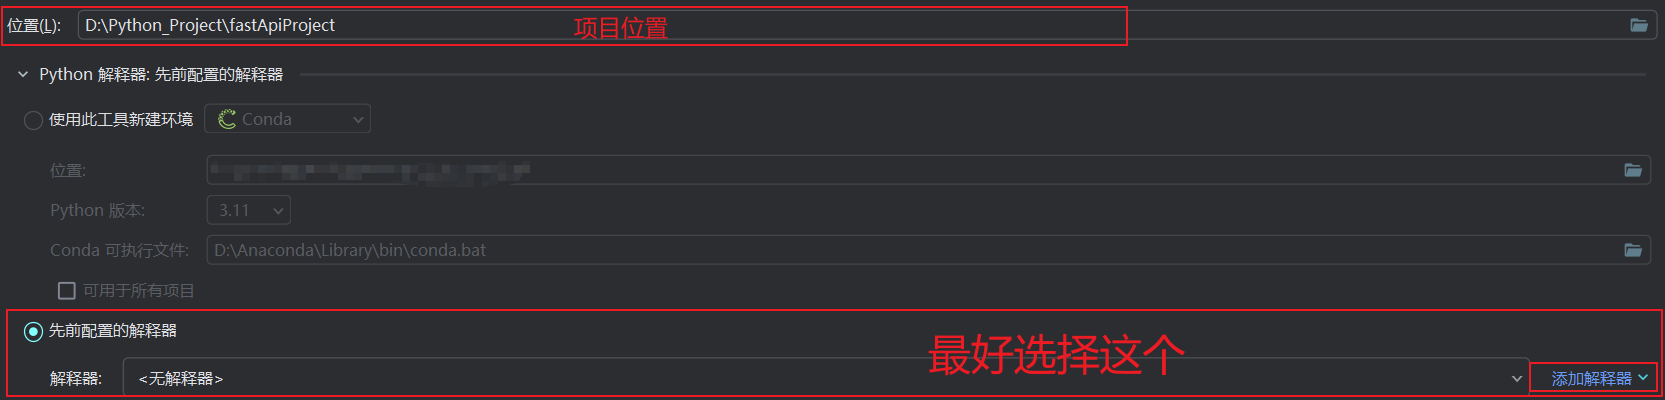 位置(L): D:\Python_Project\fastApiProject 项目位置
Python 解释器: 先前配置的解释器
使用此工具新建环境 Conda
位置:
Python 版本: 3.11
Conda 可执行文件: D:\Anaconda\Library\bin\conda.bat
可用于所有项目
先前配置的解释器
最好选择这个
解释器: <无解释器> 添加解释器